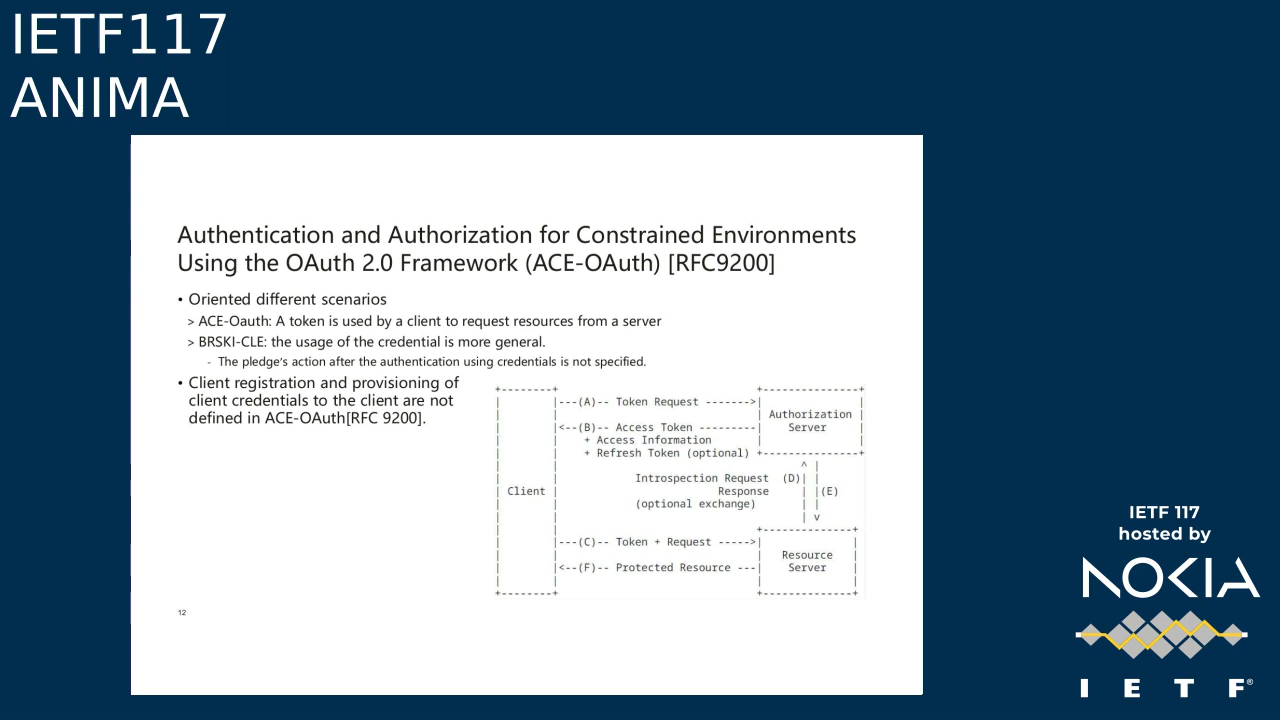 IETF117
ANIMA
Authentication and Authorization for Constrained Environments
Using the OAuth 2.0 Framework (ACE-OAuth) [RFC9200]
• Oriented different scenarios
> ACE-Oauth: A token is used by a client to request resources from a server
> BRSKI-CLE: the usage of the credential is more general.
- The pledge's action after the authentication using credentials is not specified.
• Client registration and provisioning of
client credentials to the client are not
defined in ACE-OAuth[RFC 9200].
---(A)-- Token Request ------->
Authorization
<--(B)-- Access Token ---------
Server
+ Access Information
+ Refresh Token (optional)
Introspection Request (D)
Client
Response
(E)
(optional exchange)
---(C)-- Token + Request ----->
Resource
<--(F)-- Protected Resource ---
Server
12
IETF 117
hosted by
NOKIA
I E T F®